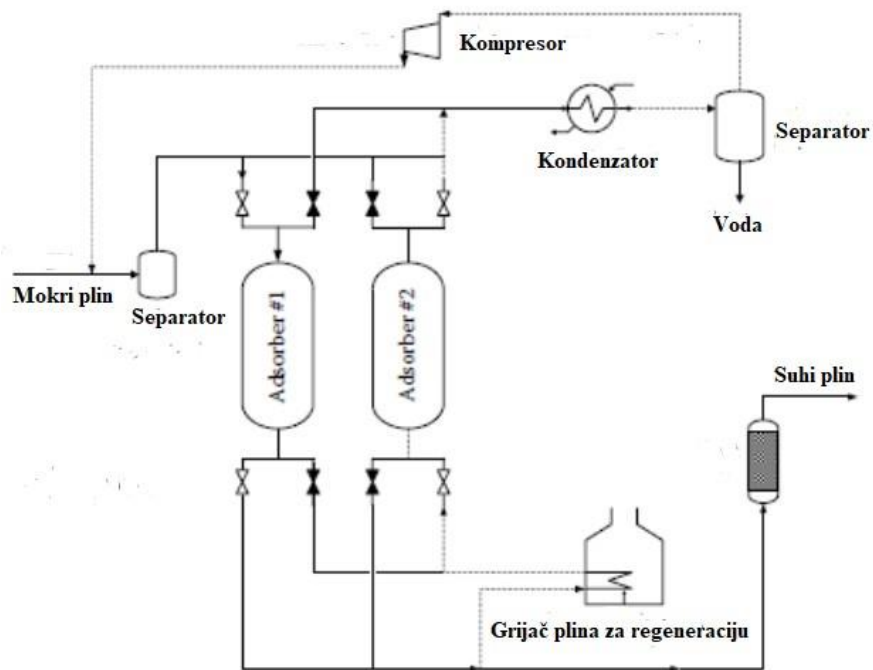 Kompresor
Separator
Kondenzator
Voda
Mokri plin
Separator
Adsorber #1
Adsorber #2
Suhi plin
Grijač plina za regeneraciju